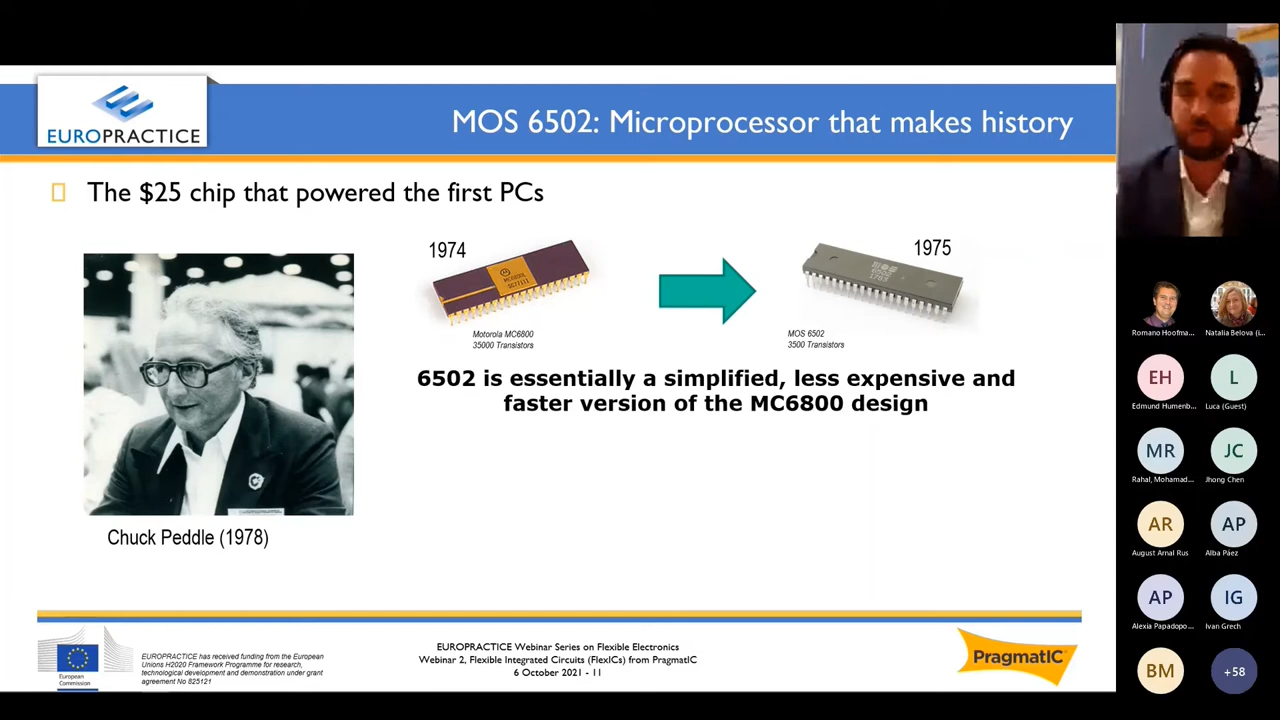 EUROPRACTICE
MOS 6502: Microprocessor that makes history
The $25 chip that powered the first PCs
1974
1975
MC6800L
Motorola MC6800
35000 Transistors
MOS 6502
3500 Transistors
6502 is essentially a simplified, less expensive and
faster version of the MC6800 design
Chuck Peddle (1978)
European
Commission
EUROPRACTICE has received funding from the European
Unions H2020 Framework Programme for research,
technological development and demonstration under grant
agreement No 825121
EUROPRACTICE Webinar Series on Flexible Electronics
Webinar 2, Flexible Integrated Circuits (FlexICs) from PragmatIC
6 October 2021 - 11
PragmatIC
Romano Hoofma...
Natalia Belova (i...
EH
L
Edmund Humenb...
Luca (Guest)
MR
JC
Rahal, Mohamad...
Jhong Chen
AR
AP
August Arnal Rus
Alba Páez
AP
IG
Alexia Papadopo...
Ivan Grech
BM
+58